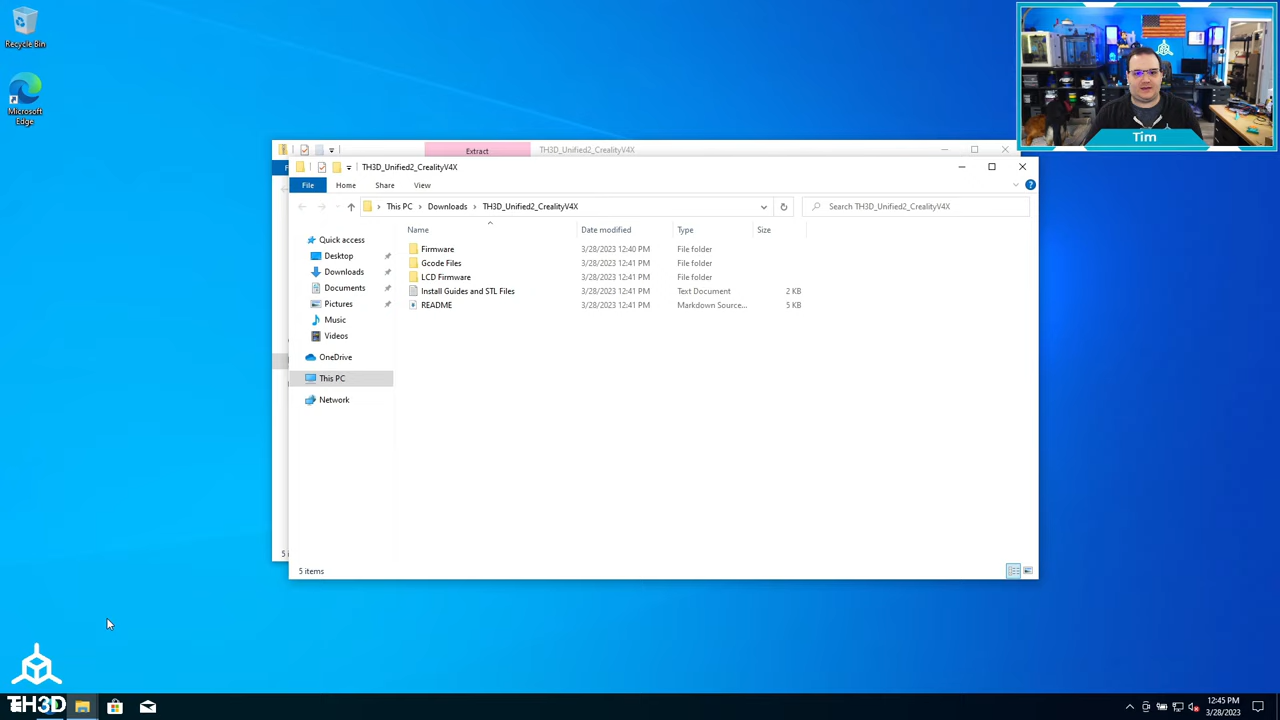 Recycle Bin
Microsoft
Edge
Tim
Extract
TH3D_Unified2_CrealityV4X
TH3D_Unified2_CrealityV4X
File
Home
Share
View
This PC
Downloads
TH3D_Unified2_CrealityV4X
Search TH3D_Unified2_CrealityV4X
Name
Date modified
Type
Size
Quick access
Desktop
Downloads
Documents
Pictures
Music
Videos
OneDrive
This PC
Network
Firmware 3/28/2023 12:40 PM File folder
Gcode Files 3/28/2023 12:41 PM File folder
LCD Firmware 3/28/2023 12:41 PM File folder
Install Guides and STL Files 3/28/2023 12:41 PM Text Document 2 KB
README 3/28/2023 12:41 PM Markdown Source... 5 KB
5 items
TH3D
12:45 PM
3/28/2023